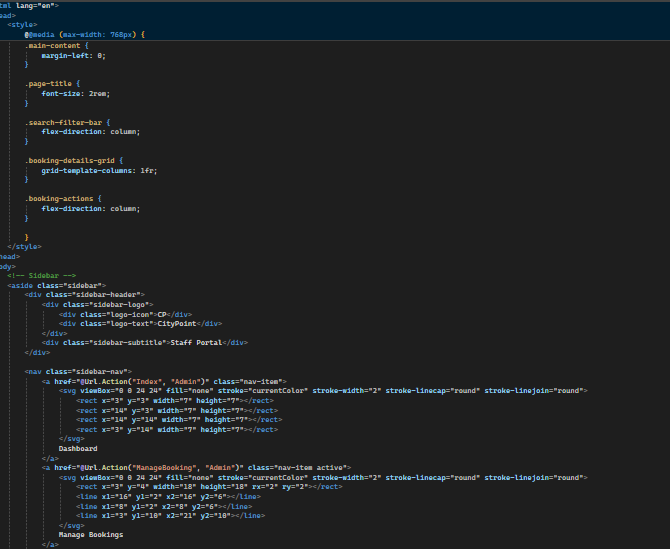 tml lang="en">
ead>
<style>
@@media (max-width: 768px) {
.main-content {
margin-left: 0;
}
.page-title {
font-size: 2rem;
}
.search-filter-bar {
flex-direction: column;
}
.booking-details-grid {
grid-template-columns: 1fr;
}
.booking-actions {
flex-direction: column;
}
}
</style>
head>
ody>
<!-- Sidebar -->
<aside class="sidebar">
<div class="sidebar-header">
<div class="sidebar-logo">
<div class="logo-icon">CP</div>
<div class="logo-text">CityPoint</div>
</div>
<div class="sidebar-subtitle">Staff Portal</div>
</div>
<nav class="sidebar-nav">
<a href="@Url.Action("Index", "Admin")" class="nav-item">
<svg viewBox="0 0 24 24" fill="none" stroke="currentColor" stroke-width="2" stroke-linecap="round" stroke-linejoin="round">
<rect x="3" y="3" width="7" height="7"></rect>
<rect x="14" y="3" width="7" height="7"></rect>
<rect x="14" y="14" width="7" height="7"></rect>
<rect x="3" y="14" width="7" height="7"></rect>
</svg>
Dashboard
</a>
<a href="@Url.Action("ManageBooking", "Admin")" class="nav-item active">
<svg viewBox="0 0 24 24" fill="none" stroke="currentColor" stroke-width="2" stroke-linecap="round" stroke-linejoin="round">
<rect x="3" y="4" width="18" height="18" rx="2" ry="2"></rect>
<line x1="16" y1="2" x2="16" y2="6"></line>
<line x1="8" y1="2" x2="8" y2="6"></line>
<line x1="3" y1="10" x2="21" y2="10"></line>
</svg>
Manage Bookings
</a>